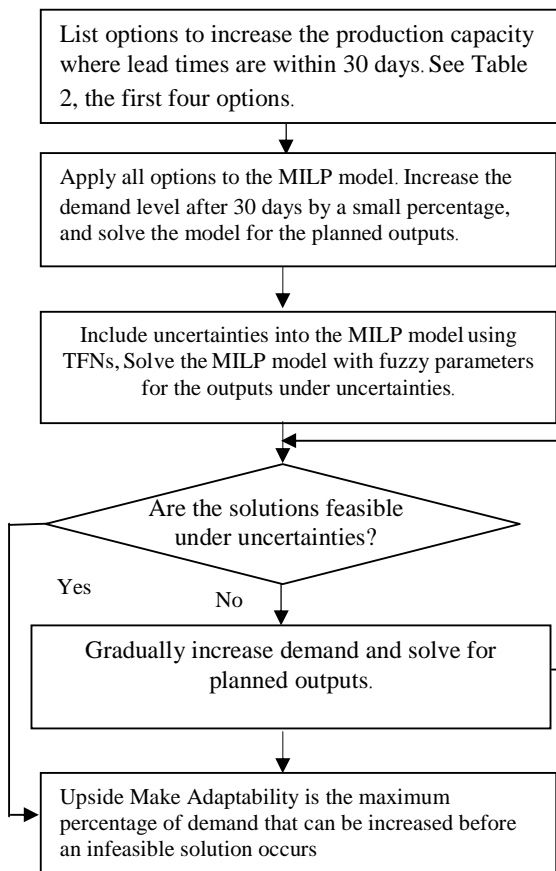 List options to increase the production capacity
where lead times are within 30 days. See Table
2, the first four options.
Apply all options to the MILP model. Increase the
demand level after 30 days by a small percentage,
and solve the model for the planned outputs.
Include uncertainties into the MILP model using
TFNs, Solve the MILP model with fuzzy parameters
for the outputs under uncertainties.
Are the solutions feasible
under uncertainties?
Yes
No
Gradually increase demand and solve for
planned outputs.
Upside Make Adaptability is the maximum
percentage of demand that can be increased before
an infeasible solution occurs